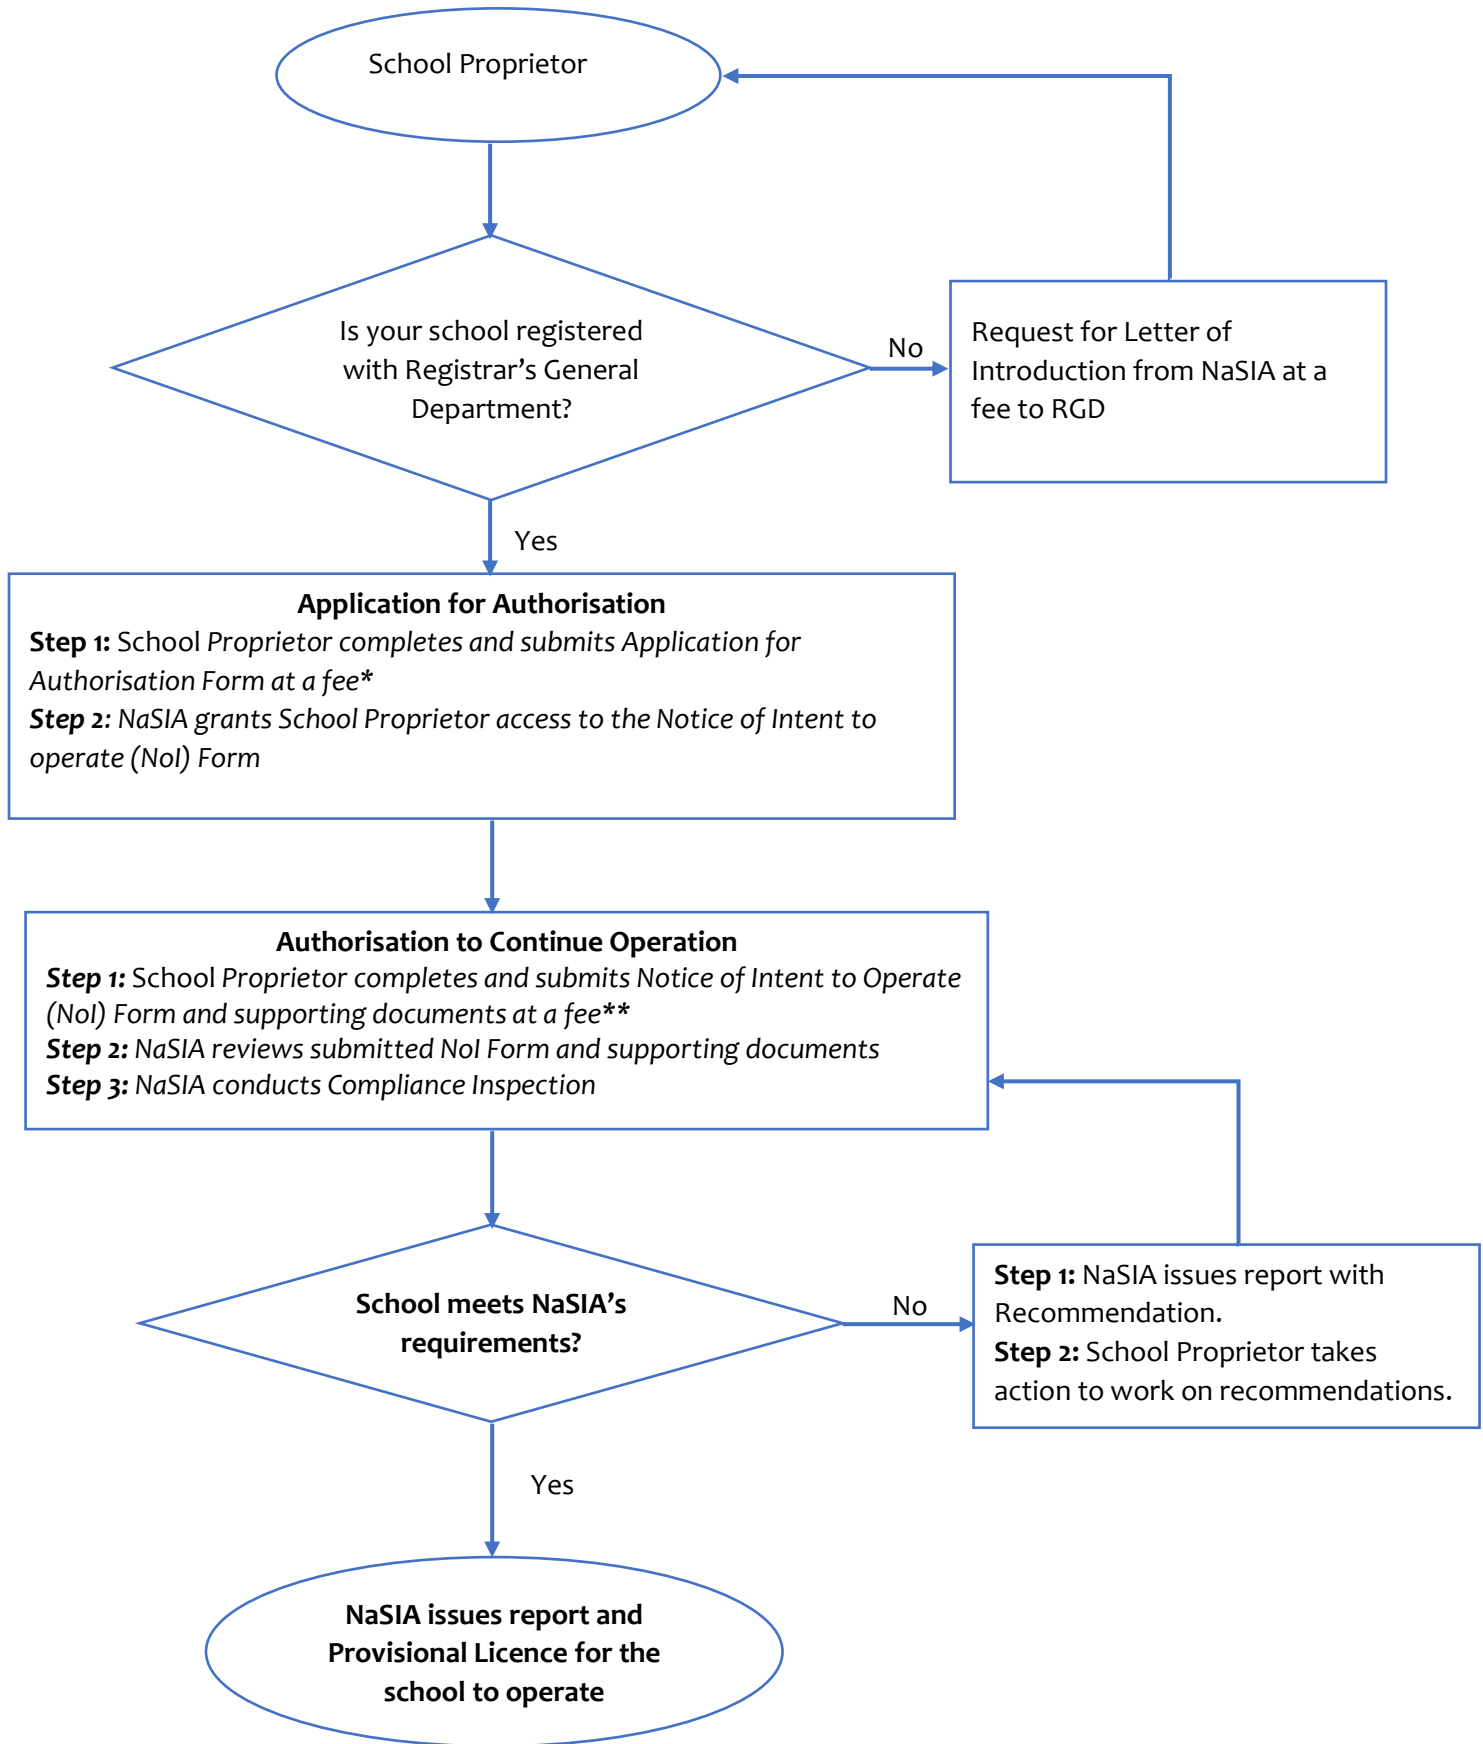 School Proprietor
Is your school registered
with Registrar's General
Department?
No
Request for Letter of
Introduction from NaSIA at a
fee to RGD
Yes
Application for Authorisation
Step 1: School Proprietor completes and submits Application for
Authorisation Form at a fee*
Step 2: NaSIA grants School Proprietor access to the Notice of Intent to
operate (NoI) Form
Authorisation to Continue Operation
Step 1: School Proprietor completes and submits Notice of Intent to Operate
(NoI) Form and supporting documents at a fee**
Step 2: NaSIA reviews submitted NoI Form and supporting documents
Step 3: NaSIA conducts Compliance Inspection
School meets NaSIA's
requirements?
No
Step 1: NaSIA issues report with
Recommendation.
Step 2: School Proprietor takes
action to work on recommendations.
Yes
NaSIA issues report and
Provisional Licence for the
school to operate